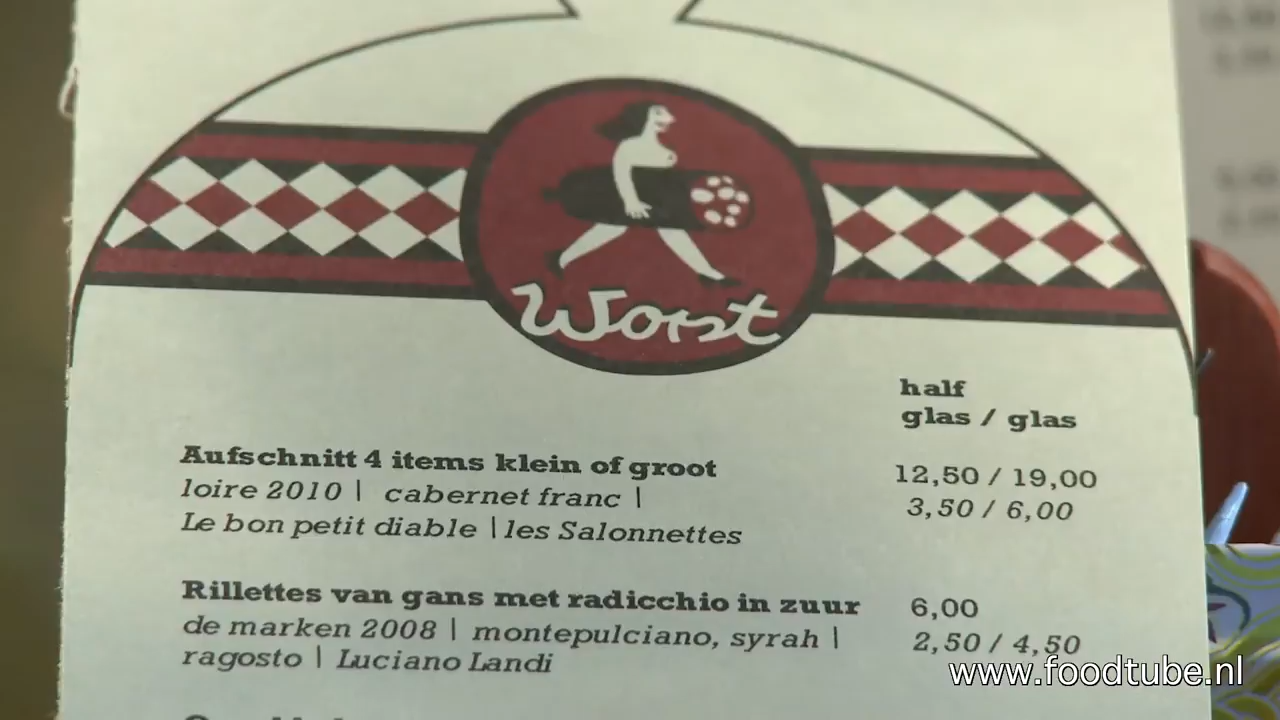 Worst
half
glas / glas
Aufschnitt 4 items klein of groot 12,50 / 19,00
loire 2010 | cabernet franc | 3,50 / 6,00
Le bon petit diable | les Salonnettes
Rillettes van gans met radicchio in zuur 6,00
de marken 2008 | montepulciano, syrah | 2,50 / 4,50
ragosto | Luciano Landi
www.foodtube.nl